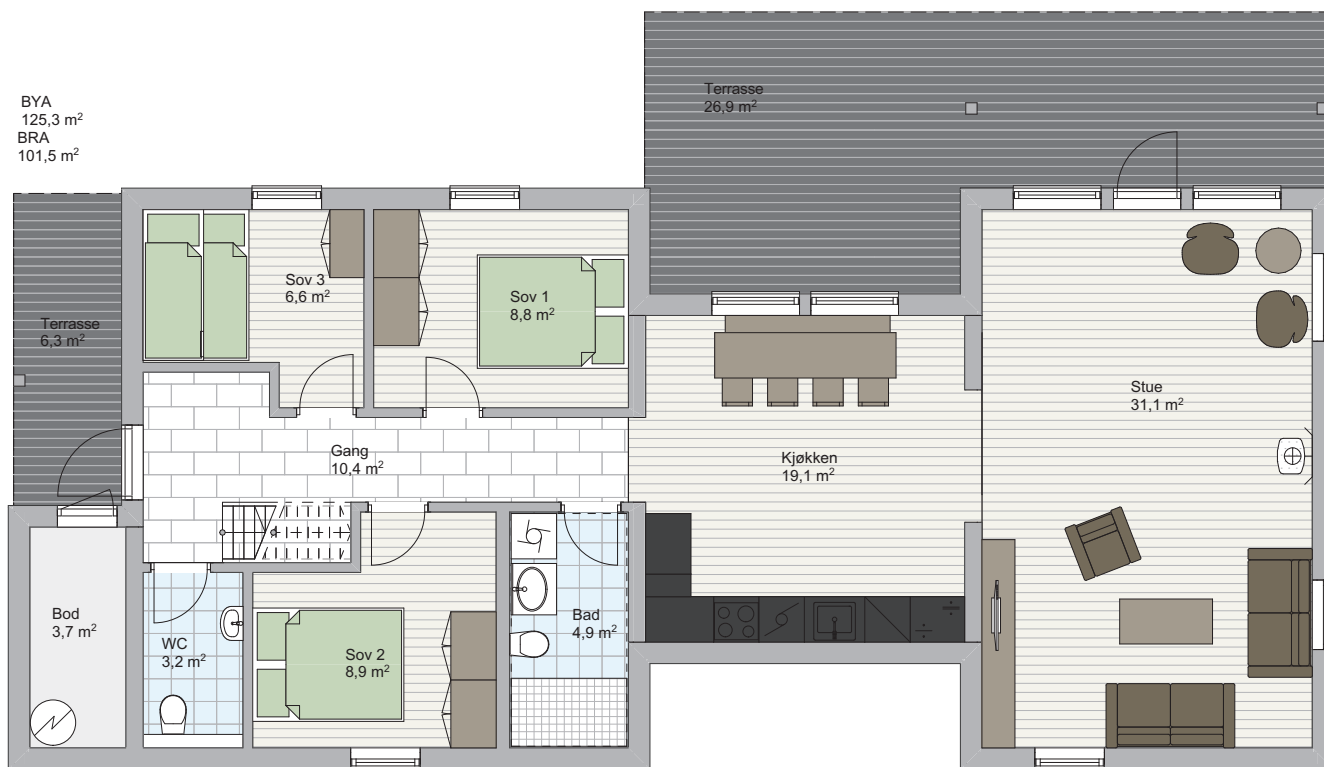 Terrasse
26,9 m²
BYA
125,3 m²
BRA
101,5 m²
Sov 3
6,6 m²
Sov 1
8,8 m²
Terrasse
6,3 m²
Stue
31,1 m²
Gang
10,4 m²
Kjøkken
19,1 m²
Bod
3,7 m²
WC
3,2 m²
Sov 2
8,9 m²
Bad
4,9 m²